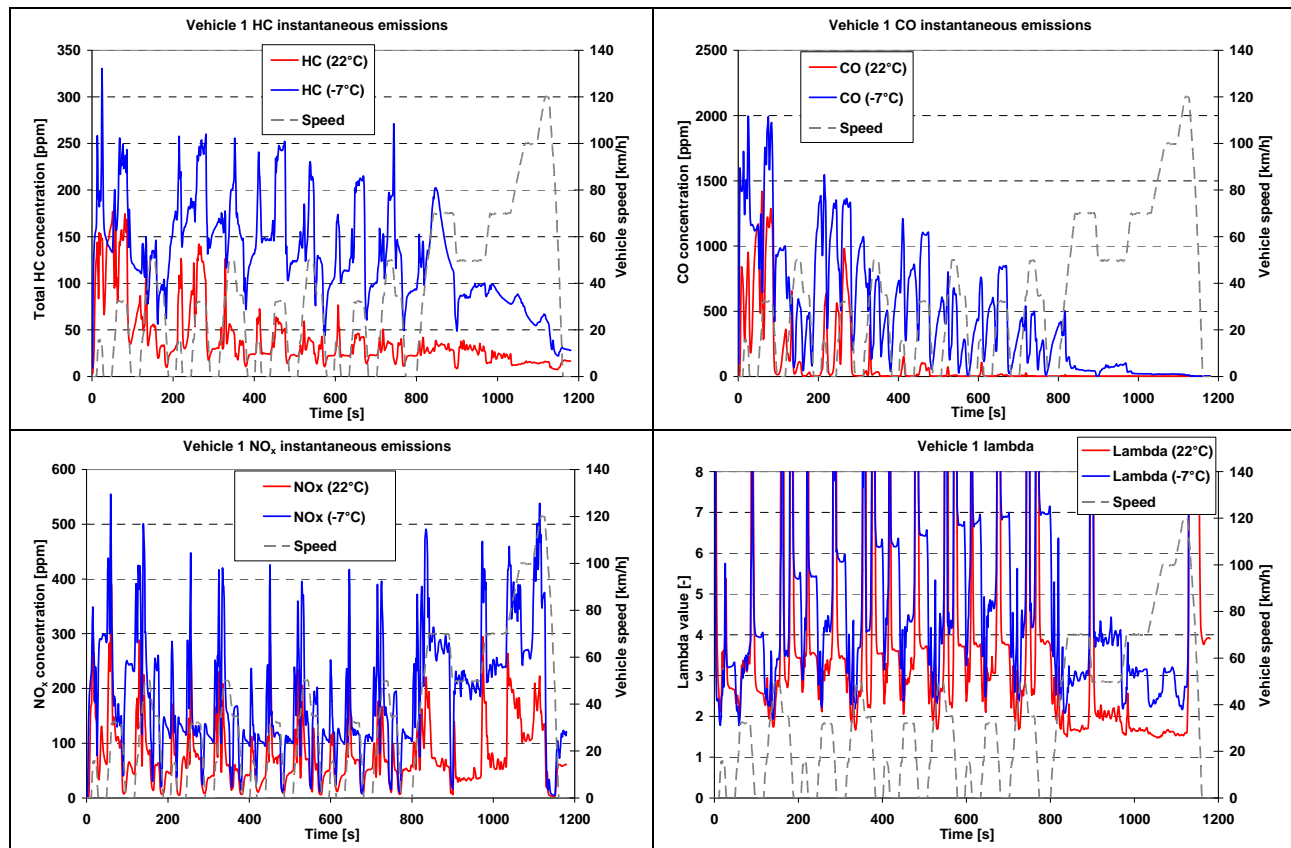 Vehicle 1 HC instantaneous emissions
350
300
250
200
150
100
50
0
Total HC concentration [ppm]
HC (22°C)
HC (-7°C)
Speed
140
120
100
80
60
40
20
0
Vehicle speed [km/h]
0 200 400 600 800 1000 1200
Time [s]
Vehicle 1 CO instantaneous emissions
2500
2000
1500
1000
500
0
CO concentration [ppm]
CO (22°C)
CO (-7°C)
Speed
140
120
100
80
60
40
20
0
Vehicle speed [km/h]
0 200 400 600 800 1000 1200
Time [s]
Vehicle 1 NOx instantaneous emissions
600
500
400
300
200
100
0
NOx concentration [ppm]
NOx (22°C)
NOx (-7°C)
Speed
140
120
100
80
60
40
20
0
Vehicle speed [km/h]
0 200 400 600 800 1000 1200
Time [s]
Vehicle 1 lambda
8
7
6
5
4
3
2
1
0
Lambda value [-]
Lambda (22°C)
Lambda (-7°C)
Speed
140
120
100
80
60
40
20
0
Vehicle speed [km/h]
0 200 400 600 800 1000 1200
Time [s]